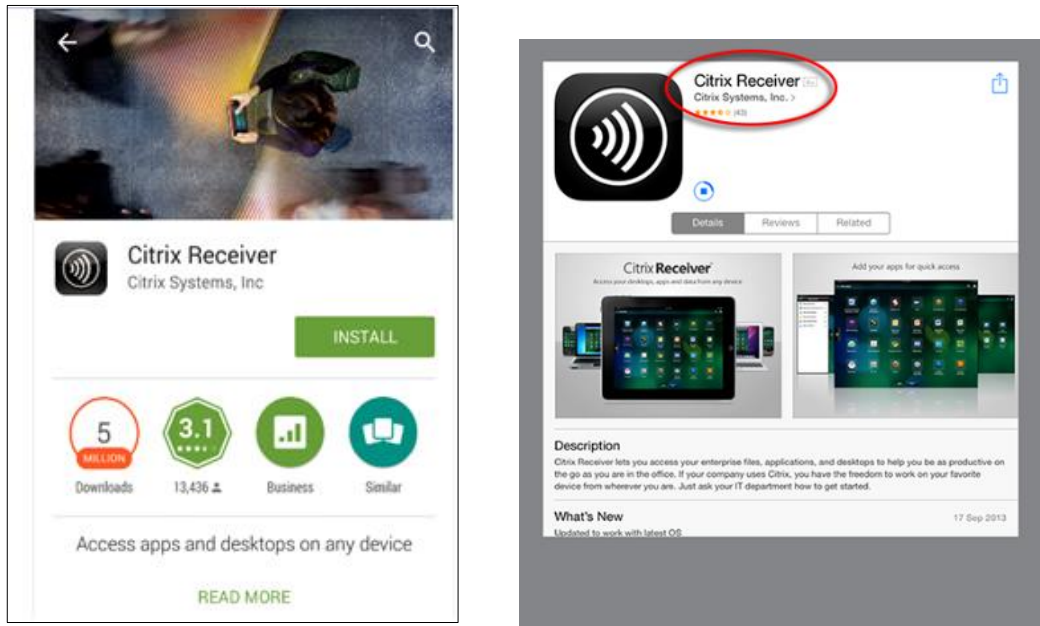 Citrix Receiver
Citrix Systems, Inc
INSTALL
5
MILLION
3.1
Downloads
13,436
Business
Similar
Access apps and desktops on any device
READ MORE
Citrix Receiver
Citrix Systems, Inc. >
(43)
Details
Reviews
Related
Citrix Receiver
Access your desktops, apps and data from any device
Add your apps for quick access
Description
Citrix Receiver lets you access your enterprise files, applications, and desktops to help you be as productive on
the go as you are in the office. If your company uses Citrix, you have the freedom to work on your favorite
device from wherever you are. Just ask your IT department how to get started.
What's New
17 Sep 2013
Updated to work with latest OS